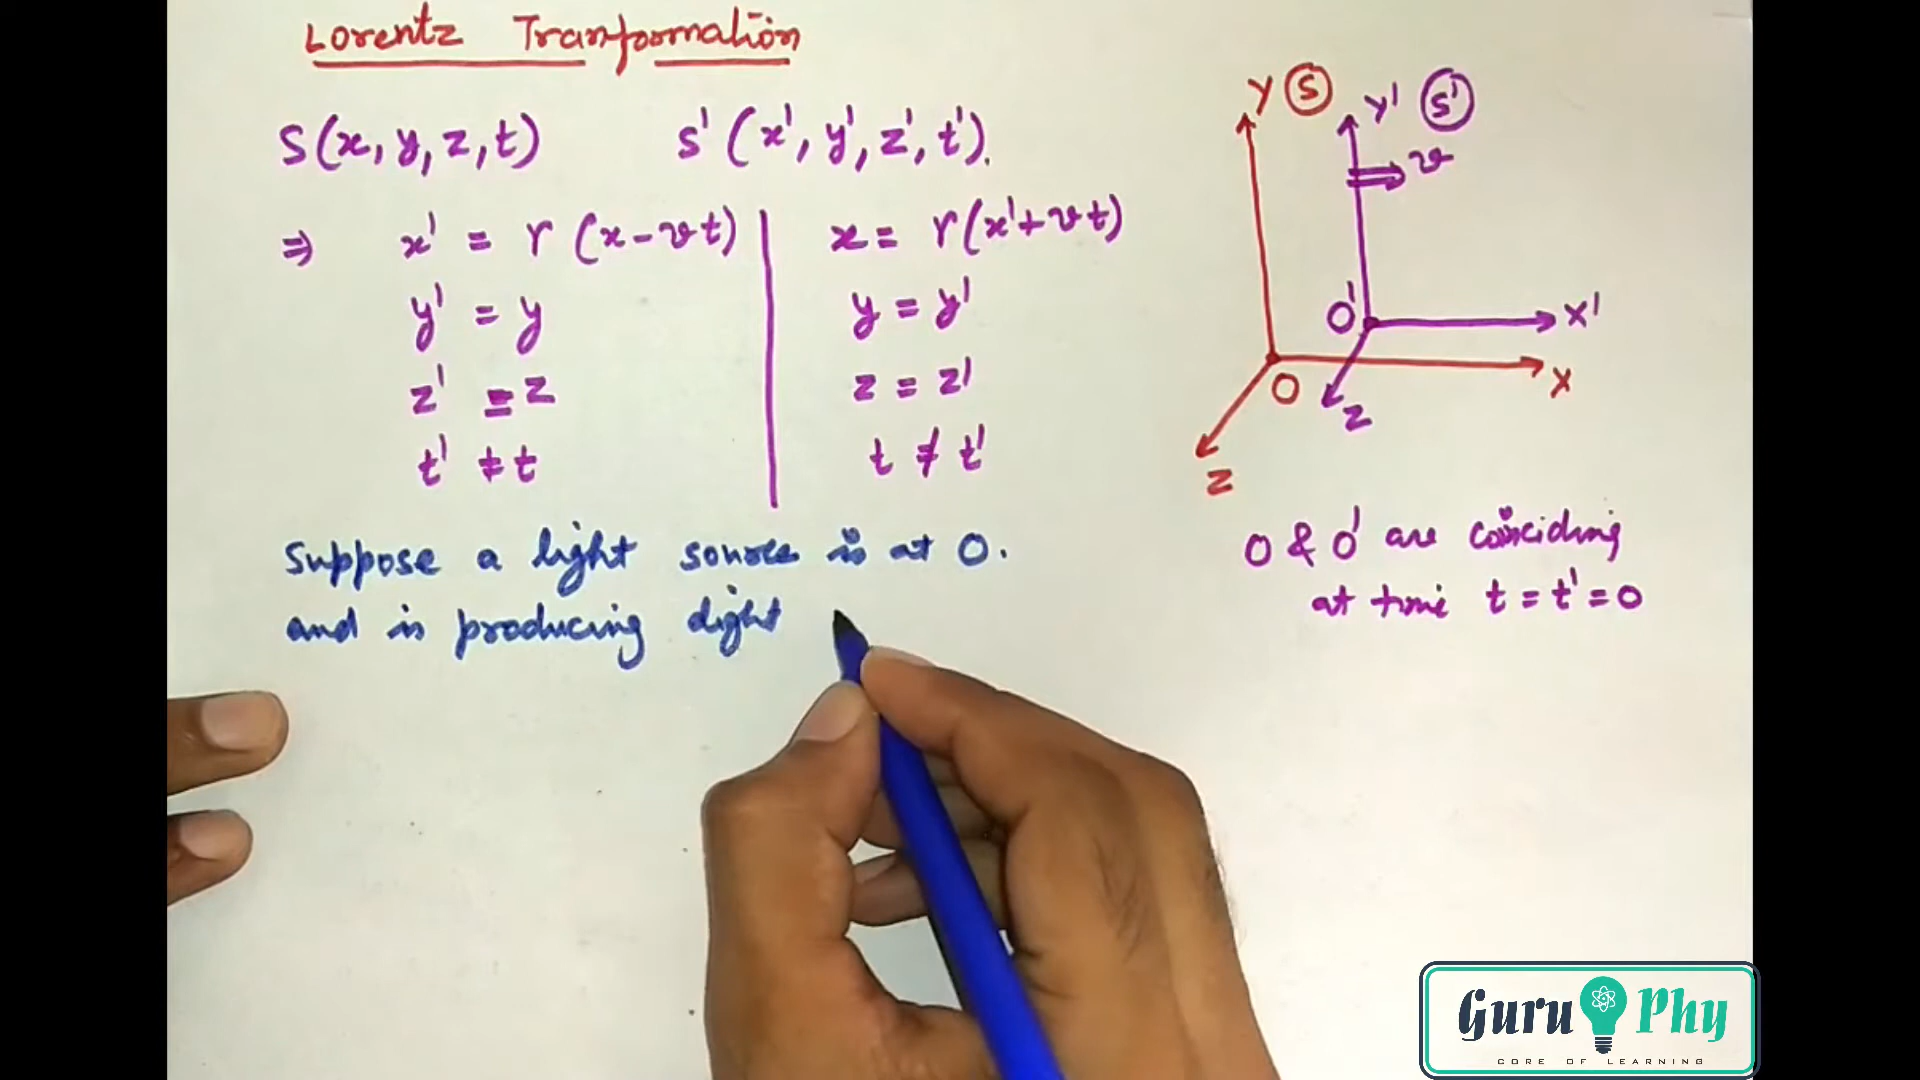 Lorentz Tranformation
S(x, y, z, t) S' (x', y', z', t').
⇒ x' = r (x-vt) x = r(x'+vt)
y' = y y = y'
z' = z z = z'
t' ≠ t t ≠ t'
Suppose a light source is at O.
and is producing light
Y S Y' S'
v
O' X'
O X
Z
Z
O & O' are coinciding
at time t = t' = 0
Guru Phy
CORE OF LEARNING